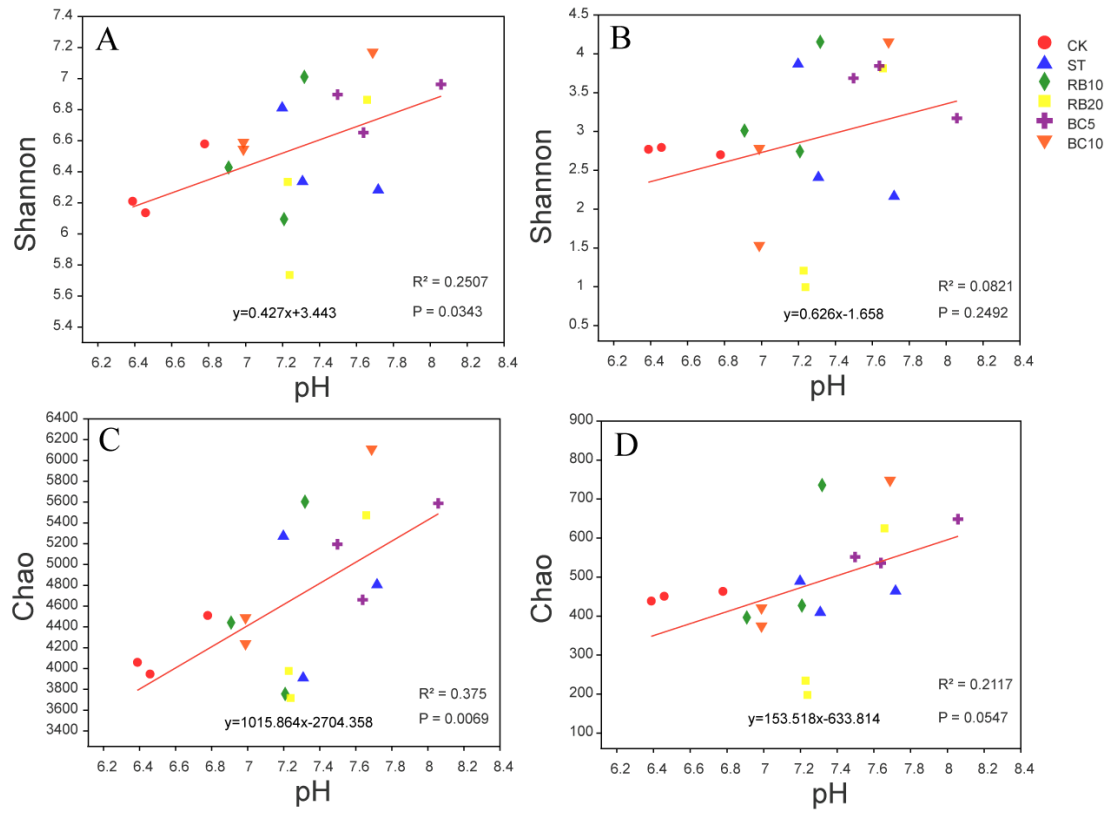 A
Shannon
7.4
7.2
7
6.8
6.6
6.4
6.2
6
5.8
5.6
5.4
R² = 0.2507
y=0.427x+3.443
P = 0.0343
6.2 6.4 6.6 6.8 7 7.2 7.4 7.6 7.8 8 8.2 8.4
pH
B
Shannon
4.5
4
3.5
3
2.5
2
1.5
1
0.5
R² = 0.0821
y=0.626x-1.658
P = 0.2492
6.2 6.4 6.6 6.8 7 7.2 7.4 7.6 7.8 8 8.2 8.4
pH
CK
ST
RB10
RB20
BC5
BC10
C
Chao
6400
6200
6000
5800
5600
5400
5200
5000
4800
4600
4400
4200
4000
3800
3600
3400
R² = 0.375
y=1015.864x-2704.358
P = 0.0069
6.2 6.4 6.6 6.8 7 7.2 7.4 7.6 7.8 8 8.2 8.4
pH
D
Chao
900
800
700
600
500
400
300
200
100
R² = 0.2117
y=153.518x-633.814
P = 0.0547
6.2 6.4 6.6 6.8 7 7.2 7.4 7.6 7.8 8 8.2 8.4
pH